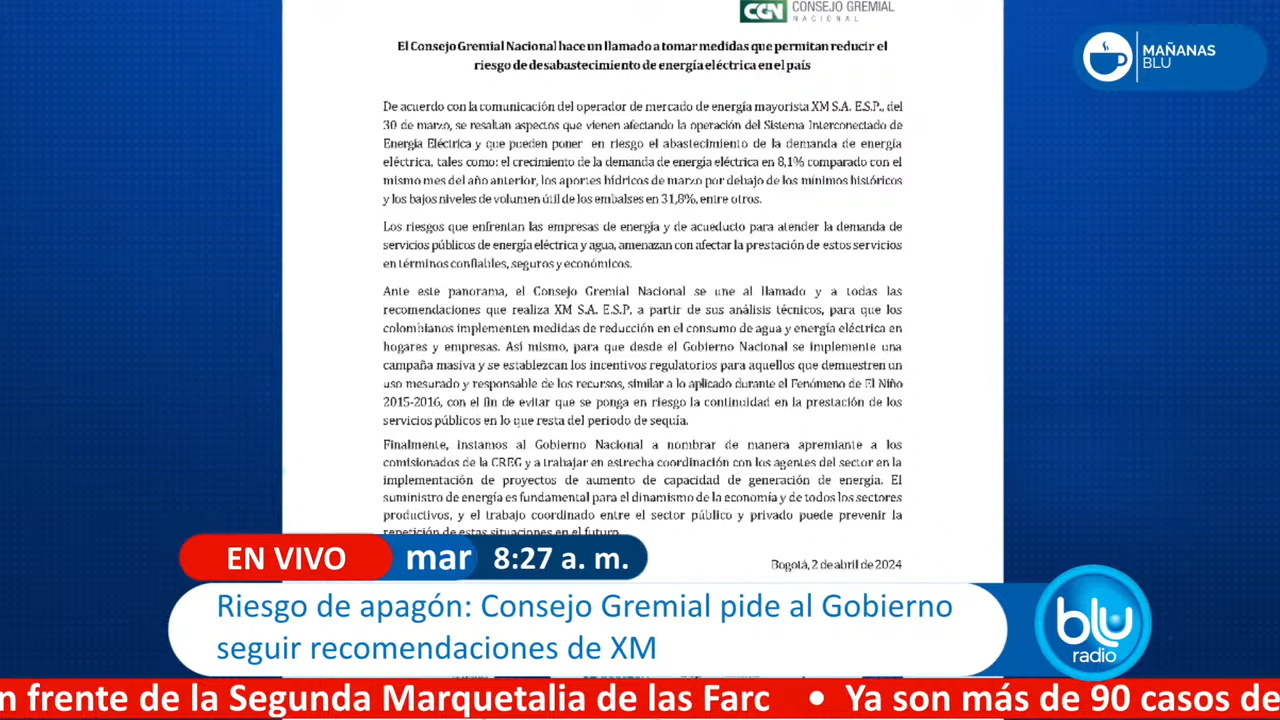 CGN CONSEJO GREMIAL
NACIONAL
MAÑANAS
BLU
El Consejo Gremial Nacional hace un llamado a tomar medidas que permitan reducir el
riesgo de desabastecimiento de energía eléctrica en el país
De acuerdo con la comunicación del operador de mercado de energía mayorista XM S.A. E.S.P., del
30 de marzo, se resaltan aspectos que vienen afectando la operación del Sistema Interconectado de
Energía Eléctrica y que pueden poner en riesgo el abastecimiento de la demanda de energía
eléctrica, tales como: el crecimiento de la demanda de energía eléctrica en 8,1% comparado con el
mismo mes del año anterior, los aportes hídricos de marzo por debajo de los mínimos históricos
y los bajos niveles de volumen útil de los embalses en 31,8%, entre otros.
Los riesgos que enfrentan las empresas de energía y de acueducto para atender la demanda de
servicios públicos de energía eléctrica y agua, amenazan con afectar la prestación de estos servicios
en términos confiables, seguros y económicos.
Ante este panorama, el Consejo Gremial Nacional se une al llamado y a todas las
recomendaciones que realiza XM S.A. E.S.P, a partir de sus análisis técnicos, para que los
colombianos implementen medidas de reducción en el consumo de agua y energía eléctrica en
hogares y empresas. Así mismo, para que desde el Gobierno Nacional se implemente una
campaña masiva y se establezcan los incentivos regulatorios para aquellos que demuestren un
uso mesurado y responsable de los recursos, similar a lo aplicado durante el Fenómeno de El Niño
2015-2016, con el fin de evitar que se ponga en riesgo la continuidad en la prestación de los
servicios públicos en lo que resta del periodo de sequía.
Finalmente, instamos al Gobierno Nacional a nombrar de manera apremiante a los
comisionados de la CREG y a trabajar en estrecha coordinación con los agentes del sector en la
implementación de proyectos de aumento de capacidad de generación de energía. El
suministro de energía es fundamental para el dinamismo de la economía y de todos los sectores
productivos, y el trabajo coordinado entre el sector público y privado puede prevenir la
repetición de estas situaciones en el futuro.
Bogotá, 2 de abril de 2024
EN VIVO mar 8:27 a. m.
Riesgo de apagón: Consejo Gremial pide al Gobierno
seguir recomendaciones de XM
blu
radio
n frente de la Segunda Marquetalia de las Farc • Ya son más de 90 casos de